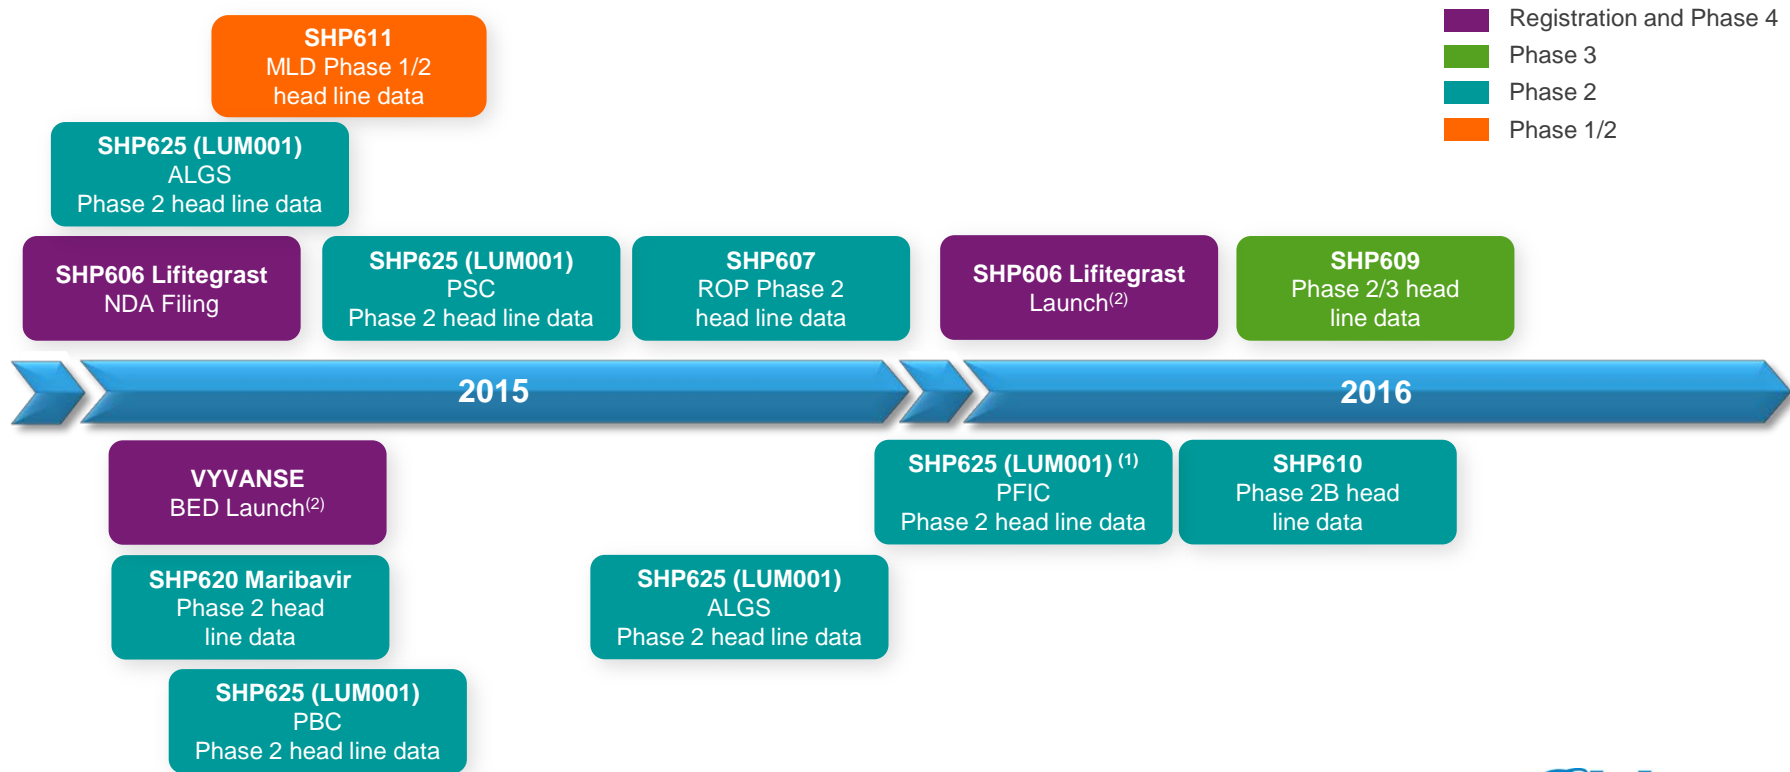 Registration and Phase 4
Phase 3
Phase 2
Phase 1/2
SHP611
MLD Phase 1/2
head line data
SHP625 (LUM001)
ALGS
Phase 2 head line data
SHP606 Lifitegrast
NDA Filing
SHP625 (LUM001)
PSC
Phase 2 head line data
SHP607
ROP Phase 2
head line data
SHP606 Lifitegrast
Launch(2)
SHP609
Phase 2/3 head
line data
2015
2016
VYVANSE
BED Launch(2)
SHP625 (LUM001) (1)
PFIC
Phase 2 head line data
SHP610
Phase 2B head
line data
SHP620 Maribavir
Phase 2 head
line data
SHP625 (LUM001)
ALGS
Phase 2 head line data
SHP625 (LUM001)
PBC
Phase 2 head line data